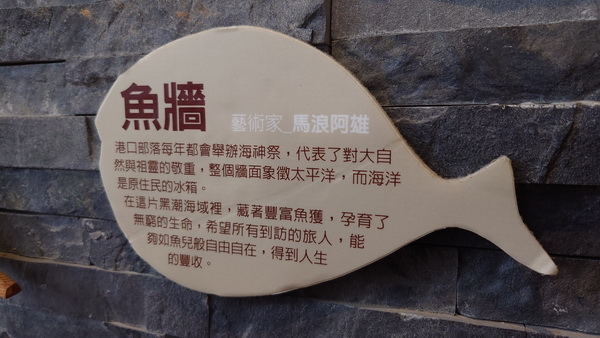 魚牆 藝術家_馬浪阿雄
港口部落每年都會舉辦海神祭，代表了對大自
然與祖靈的敬重，整個牆面象徵太平洋，而海洋
是原住民的冰箱。
在這片黑潮海域裡，藏著豐富魚獲，孕育了
無窮的生命，希望所有到訪的旅人，能
夠如魚兒般自由自在，得到人生
的豐收。